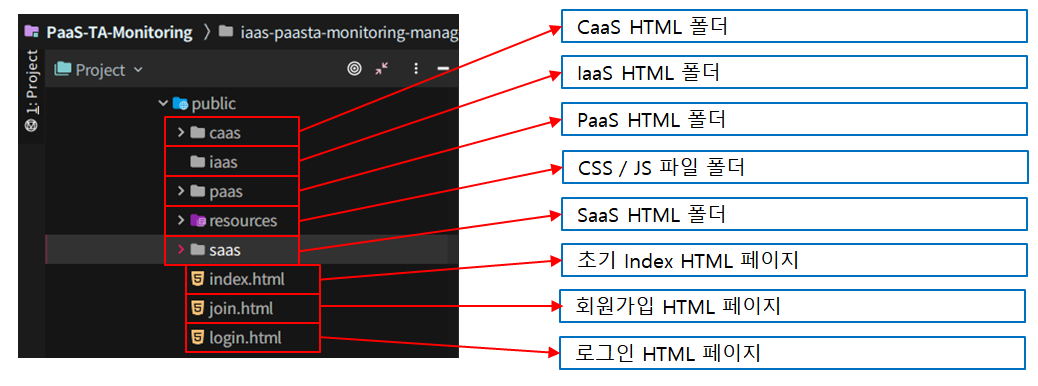 PaaS-TA-Monitoring 〉 iaas-paasta-monitoring-manag
1: Project
Project
public
caas
iaas
paas
resources
saas
index.html
join.html
login.html
CaaS HTML 폴더
IaaS HTML 폴더
PaaS HTML 폴더
CSS / JS 파일 폴더
SaaS HTML 폴더
초기 Index HTML 페이지
회원가입 HTML 페이지
로그인 HTML 페이지